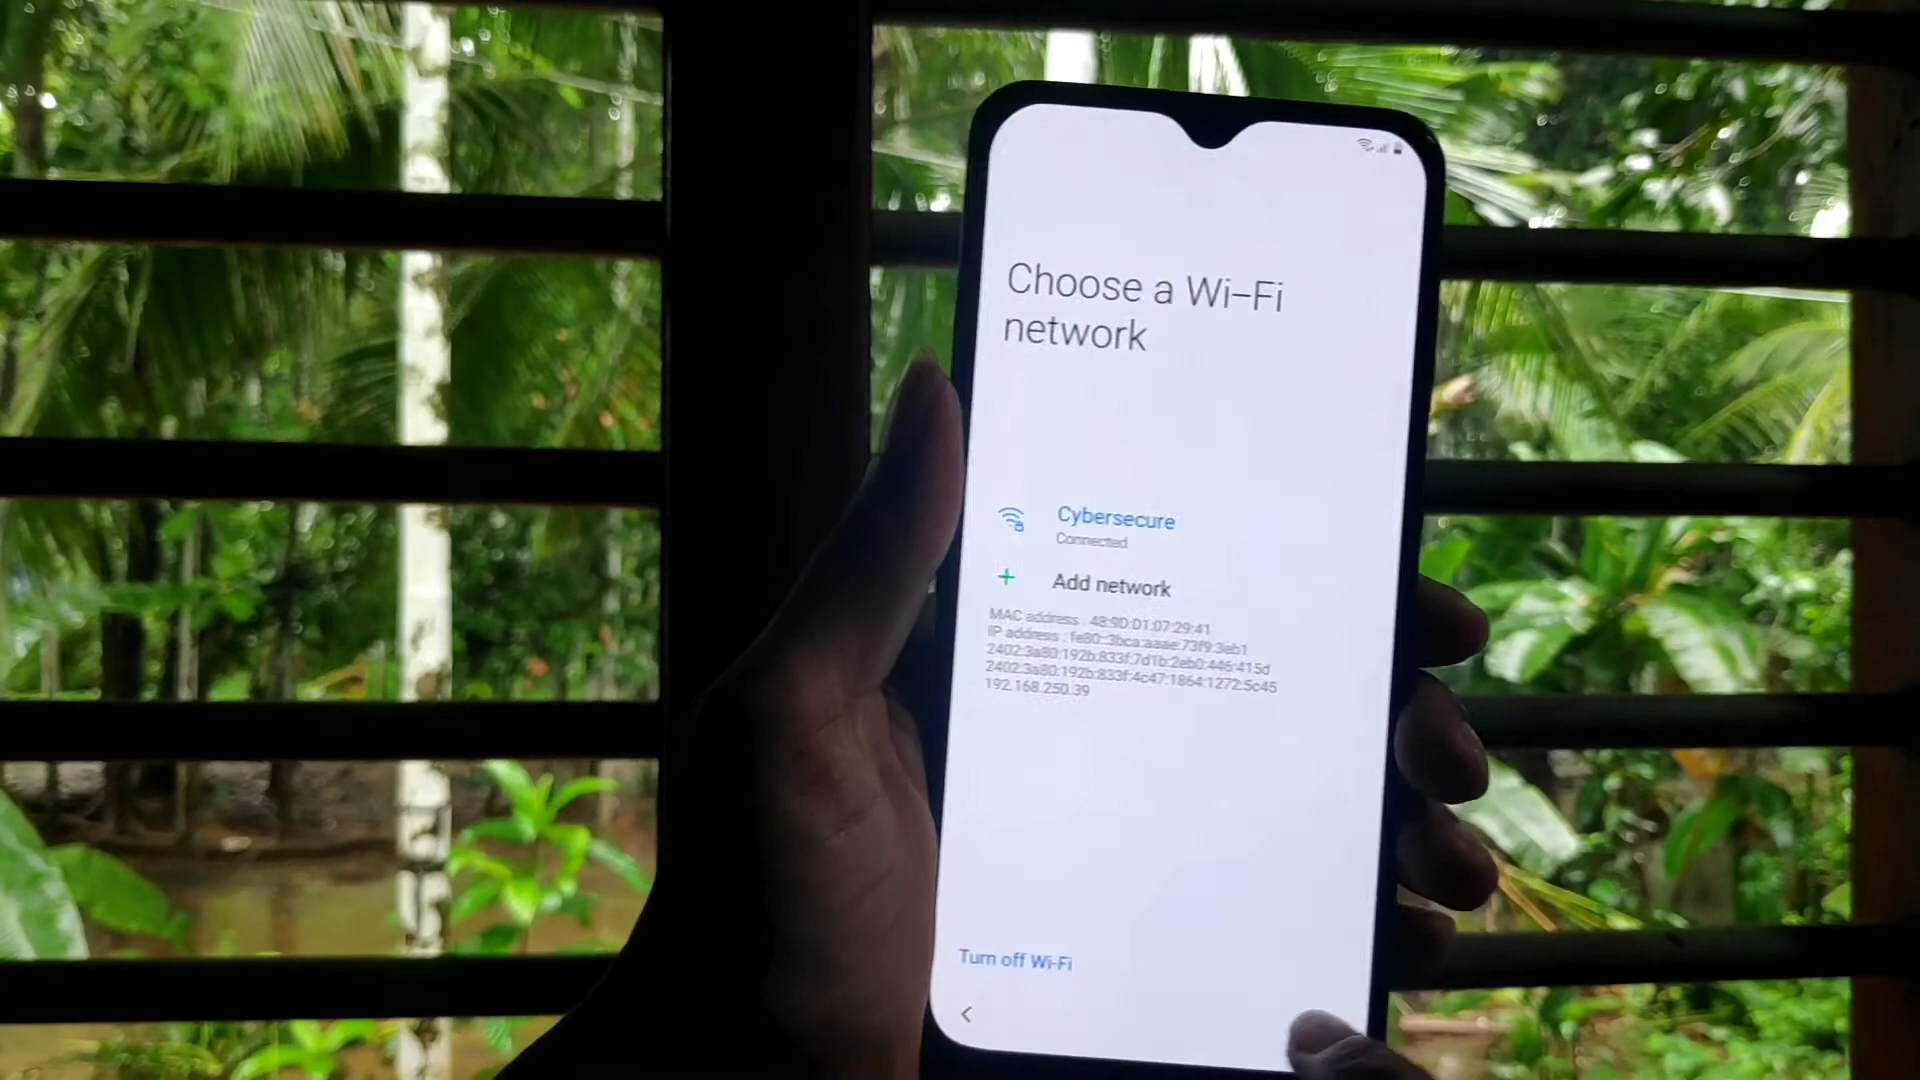 Choose a Wi-Fi
network
Cybersecure
Connected
+ Add network
MAC address : 48:9D:D1:07:29:41
IP address : fe80::3bca:aaae:73f9:3eb1
2402:3a80:192b:833f:7d1b:2eb0:446:415d
2402:3a80:192b:833f:4c47:1864:1272:5c45
192.168.250.39
Turn off Wi-Fi